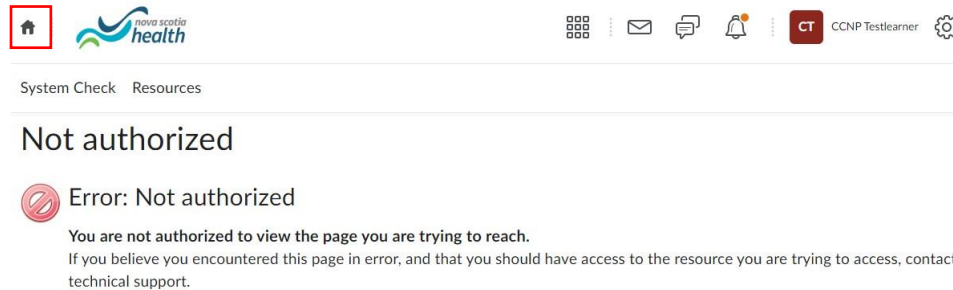 nova scotia
health
CT CCNP Testlearner
System Check Resources
Not authorized
Error: Not authorized
You are not authorized to view the page you are trying to reach.
If you believe you encountered this page in error, and that you should have access to the resource you are trying to access, contact
technical support.